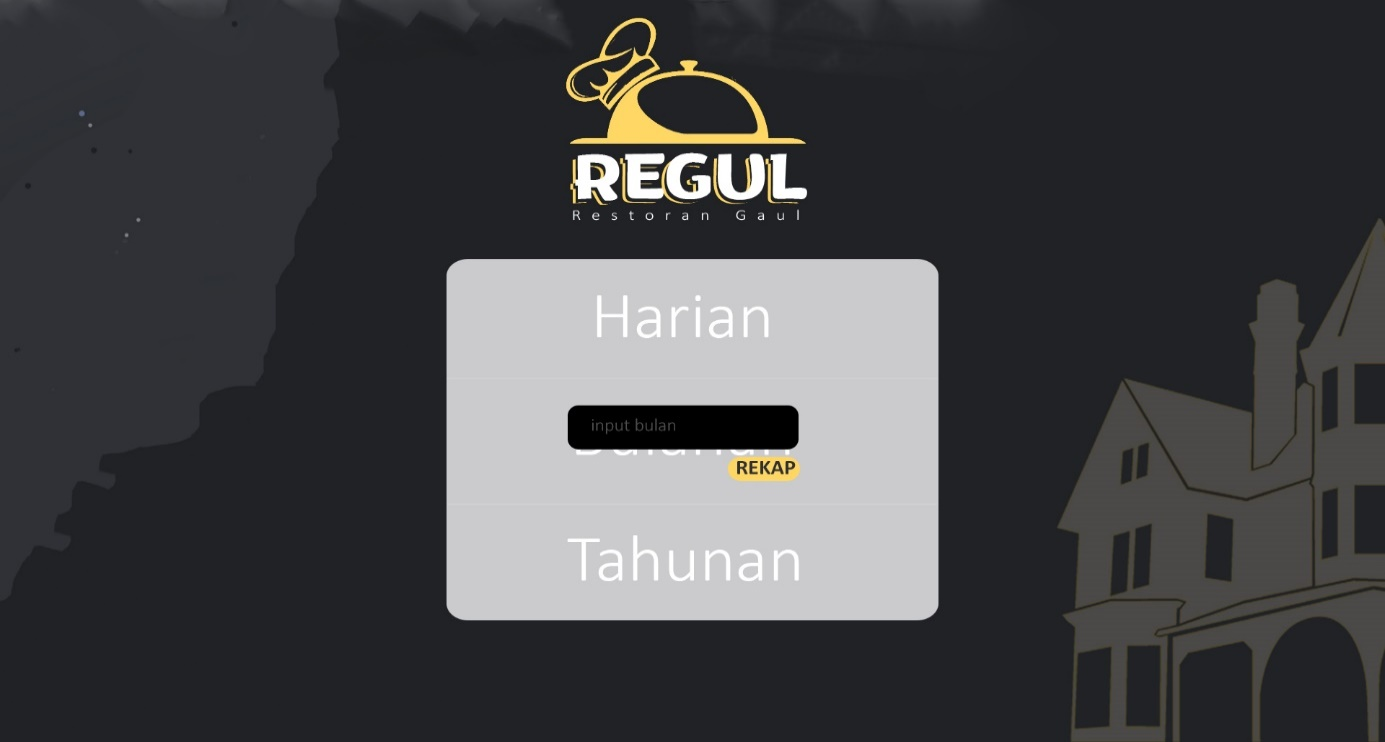 REGUL
Restoran Gaul
Harian
input bulan
REKAP
Tahunan